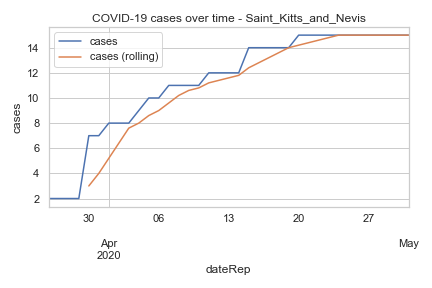 COVID-19 cases over time - Saint_Kitts_and_Nevis
cases
cases (rolling)
cases
14
12
10
8
6
4
2
30 06 13 20 27
Apr May
2020
dateRep